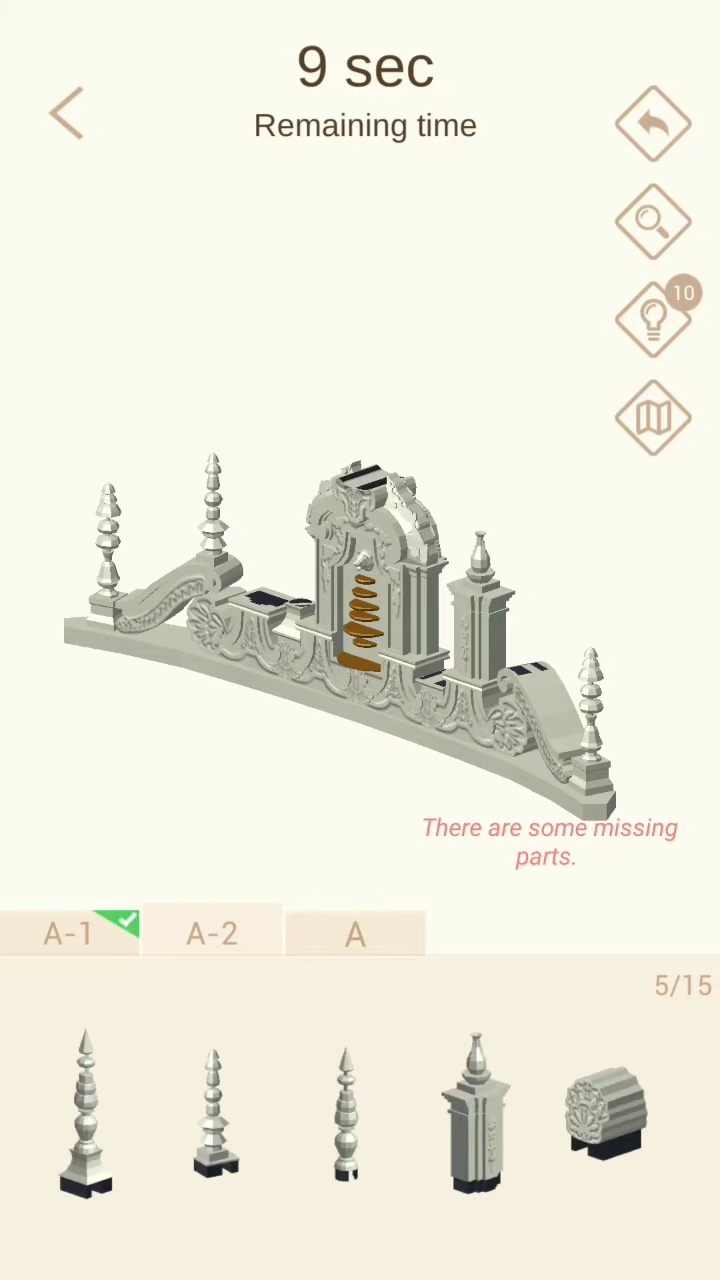 9 sec
Remaining time
10
There are some missing
parts.
A-1
A-2
A
5/15